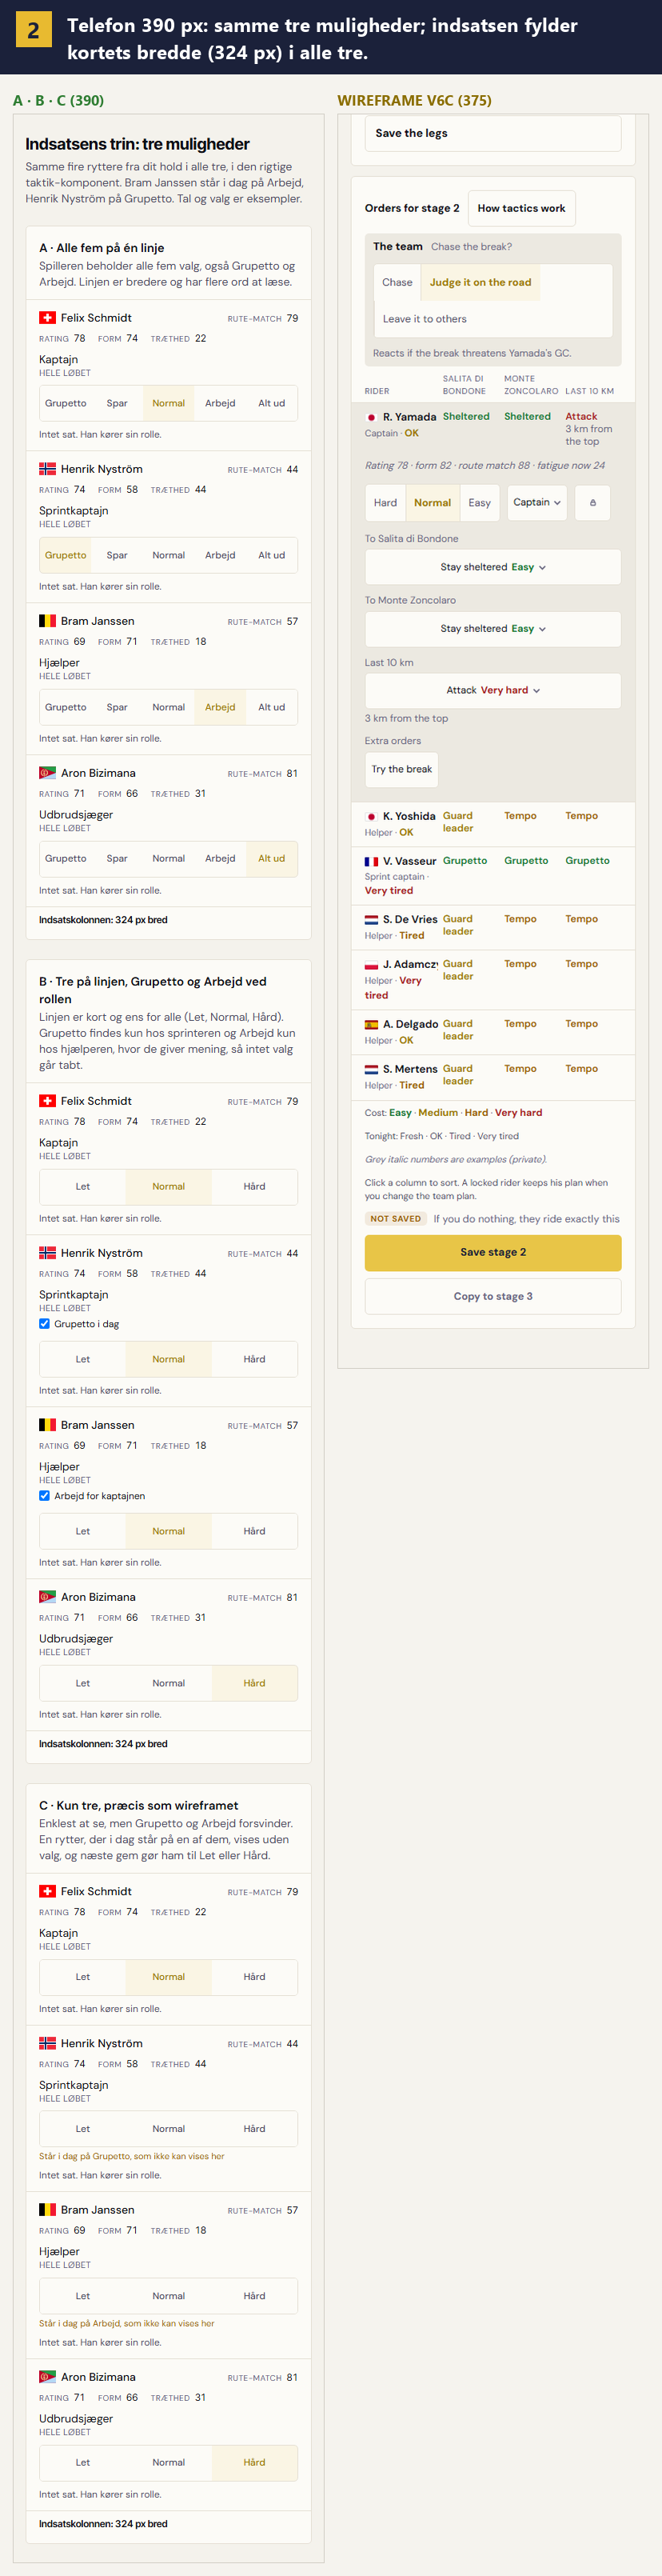 2
Telefon 390 px: samme tre muligheder; indsatsen fylder
kortets bredde (324 px) i alle tre.
A · B · C (390)
Indsatsens trin: tre muligheder
Samme fire ryttere fra dit hold i alle tre, i den rigtige
taktik-komponent. Bram Janssen står i dag på Arbejd,
Henrik Nyström på Grupetto. Tal og valg er eksempler.
A · Alle fem på én linje
Spilleren beholder alle fem valg, også Grupetto og
Arbejd. Linjen er bredere og har flere ord at læse.
Felix Schmidt RUTE-MATCH 79
RATING 78 FORM 74 TRÆTHED 22
Kaptajn
HELE LØBET
Grupetto Spar Normal Arbejd Alt ud
Intet sat. Han kører sin rolle.
Henrik Nyström RUTE-MATCH 44
RATING 74 FORM 58 TRÆTHED 44
Sprintkaptajn
HELE LØBET
Grupetto Spar Normal Arbejd Alt ud
Intet sat. Han kører sin rolle.
Bram Janssen RUTE-MATCH 57
RATING 69 FORM 71 TRÆTHED 18
Hjælper
HELE LØBET
Grupetto Spar Normal Arbejd Alt ud
Intet sat. Han kører sin rolle.
Aron Bizimana RUTE-MATCH 81
RATING 71 FORM 66 TRÆTHED 31
Udbrudsjæger
HELE LØBET
Grupetto Spar Normal Arbejd Alt ud
Intet sat. Han kører sin rolle.
Indsatskolonnen: 324 px bred
B · Tre på linjen, Grupetto og Arbejd ved
rollen
Linjen er kort og ens for alle (Let, Normal, Hård).
Grupetto findes kun hos sprinteren og Arbejd kun
hos hjælperen, hvor de giver mening, så intet valg
går tabt.
Felix Schmidt RUTE-MATCH 79
RATING 78 FORM 74 TRÆTHED 22
Kaptajn
HELE LØBET
Let Normal Hård
Intet sat. Han kører sin rolle.
Henrik Nyström RUTE-MATCH 44
RATING 74 FORM 58 TRÆTHED 44
Sprintkaptajn
HELE LØBET
Grupetto i dag
Let Normal Hård
Intet sat. Han kører sin rolle.
Bram Janssen RUTE-MATCH 57
RATING 69 FORM 71 TRÆTHED 18
Hjælper
HELE LØBET
Arbejd for kaptajnen
Let Normal Hård
Intet sat. Han kører sin rolle.
Aron Bizimana RUTE-MATCH 81
RATING 71 FORM 66 TRÆTHED 31
Udbrudsjæger
HELE LØBET
Let Normal Hård
Intet sat. Han kører sin rolle.
Indsatskolonnen: 324 px bred
C · Kun tre, præcis som wireframet
Enklest at se, men Grupetto og Arbejd forsvinder.
En rytter, der i dag står på en af dem, vises uden
valg, og næste gem gør ham til Let eller Hård.
Felix Schmidt RUTE-MATCH 79
RATING 78 FORM 74 TRÆTHED 22
Kaptajn
HELE LØBET
Let Normal Hård
Intet sat. Han kører sin rolle.
Henrik Nyström RUTE-MATCH 44
RATING 74 FORM 58 TRÆTHED 44
Sprintkaptajn
HELE LØBET
Let Normal Hård
Står i dag på Grupetto, som ikke kan vises her
Intet sat. Han kører sin rolle.
Bram Janssen RUTE-MATCH 57
RATING 69 FORM 71 TRÆTHED 18
Hjælper
HELE LØBET
Let Normal Hård
Står i dag på Arbejd, som ikke kan vises her
Intet sat. Han kører sin rolle.
Aron Bizimana RUTE-MATCH 81
RATING 71 FORM 66 TRÆTHED 31
Udbrudsjæger
HELE LØBET
Let Normal Hård
Intet sat. Han kører sin rolle.
Indsatskolonnen: 324 px bred
WIREFRAME V6C (375)
Save the legs
Orders for stage 2 How tactics work
The team Chase the break?
Chase Judge it on the road
Leave it to others
Reacts if the break threatens Yamada's GC.
SALITA DI MONTE
RIDER BONDONE ZONCOLARO LAST 10 KM
R. Yamada Sheltered Sheltered Attack
Captain · OK 3 km from
the top
Rating 78 · form 82 · route match 88 · fatigue now 24
Hard Normal Easy Captain
To Salita di Bondone
Stay sheltered Easy
To Monte Zoncolaro
Stay sheltered Easy
Last 10 km
Attack Very hard
3 km from the top
Extra orders
Try the break
K. Yoshida Guard Tempo Tempo
Helper · OK leader
V. Vasseur Grupetto Grupetto Grupetto
Sprint captain ·
Very tired
S. De Vries Guard Tempo Tempo
Helper · Tired leader
J. Adamczy Guard Tempo Tempo
Helper · Very leader
tired
A. Delgado Guard Tempo Tempo
Helper · OK leader
S. Mertens Guard Tempo Tempo
Helper · Tired leader
Cost: Easy · Medium · Hard · Very hard
Tonight: Fresh · OK · Tired · Very tired
Grey italic numbers are examples (private).
Click a column to sort. A locked rider keeps his plan when
you change the team plan.
NOT SAVED If you do nothing, they ride exactly this
Save stage 2
Copy to stage 3